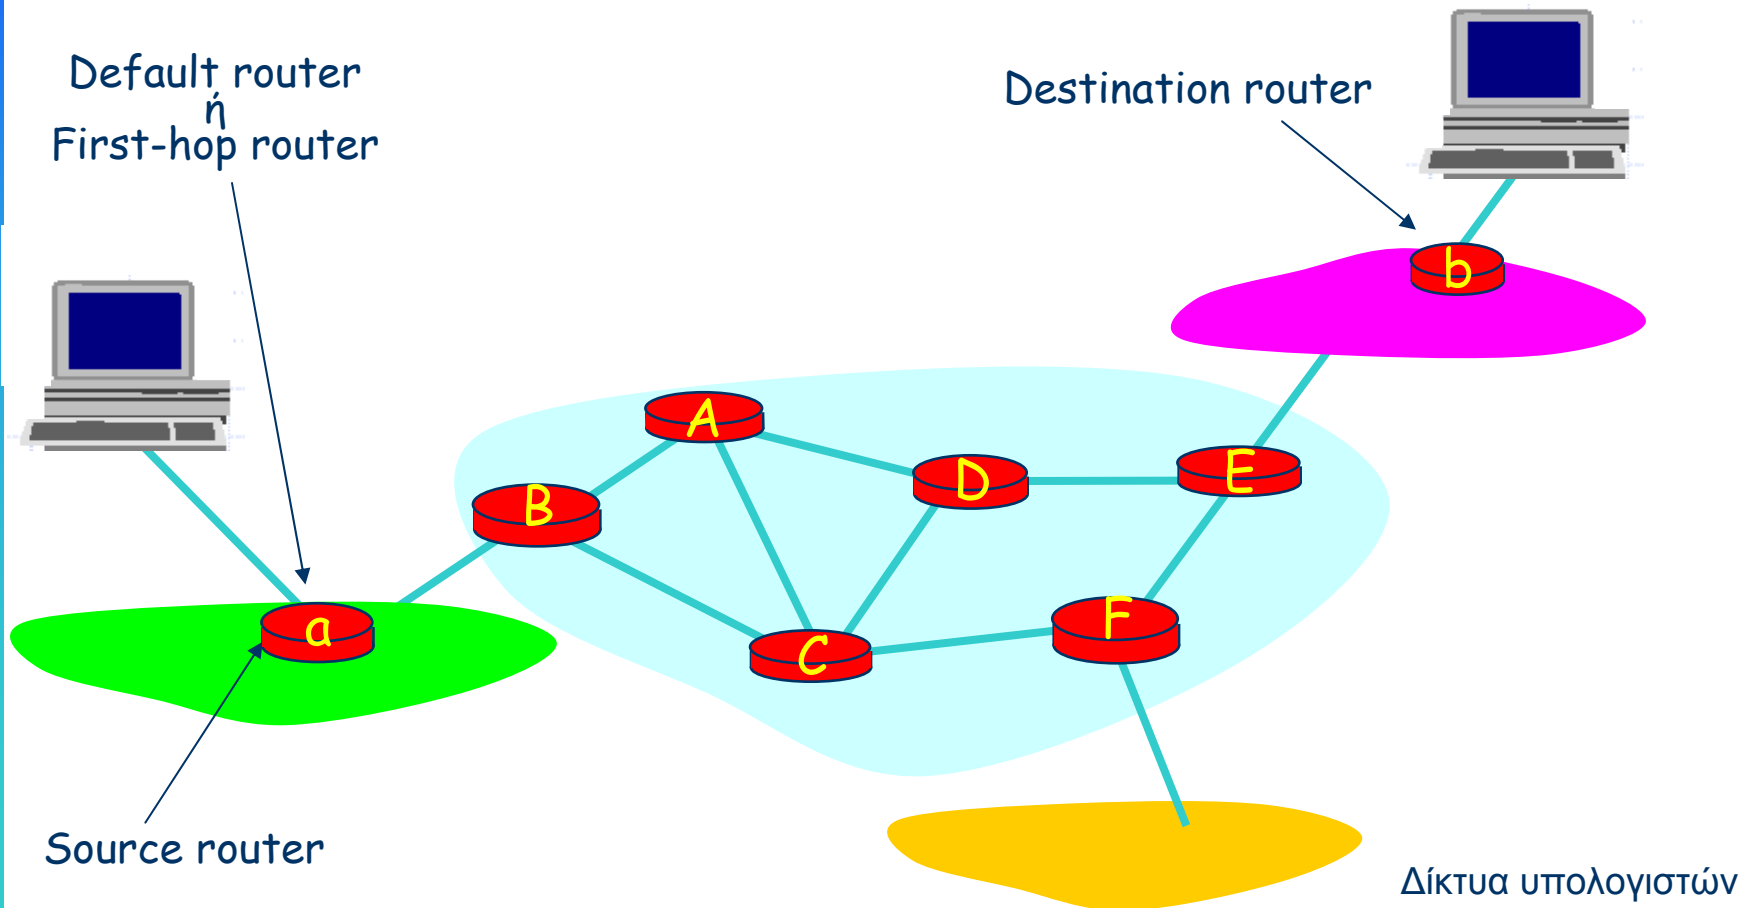 Default router
ή
First-hop router
Destination router
b
A
D
E
B
a
C
F
Source router
Δίκτυα υπολογιστών